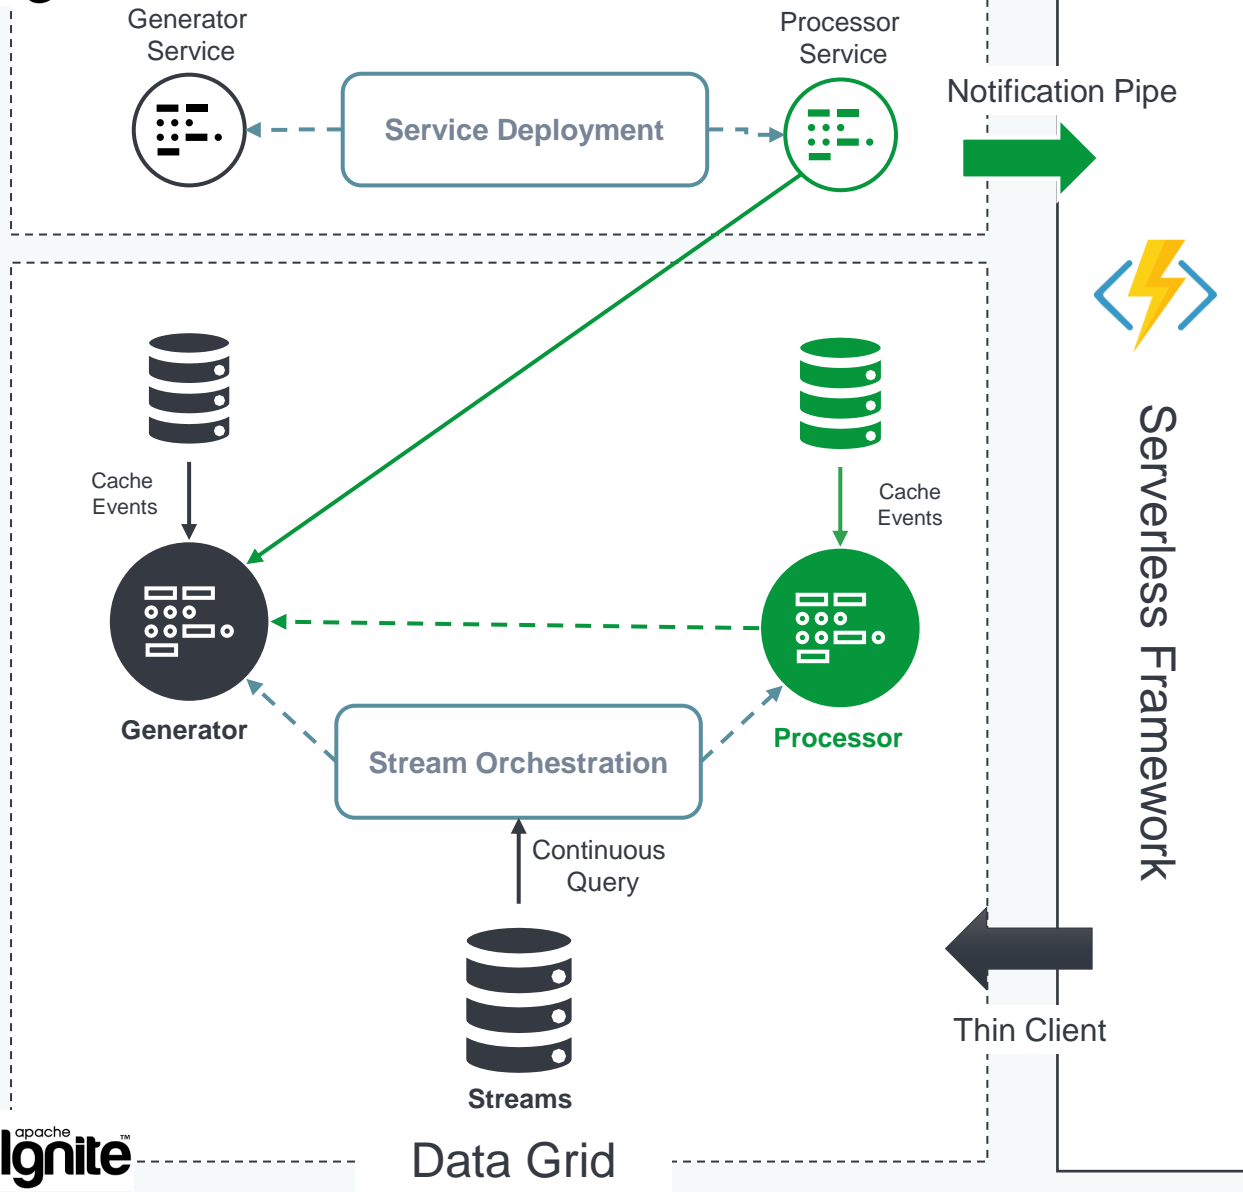 Generator
Service
Processor
Service
Service Deployment
Notification Pipe
Cache
Events
Cache
Events
Serverless Framework
Generator
Processor
Stream Orchestration
Continuous
Query
Thin Client
Streams
apache
Ignite™
Data Grid